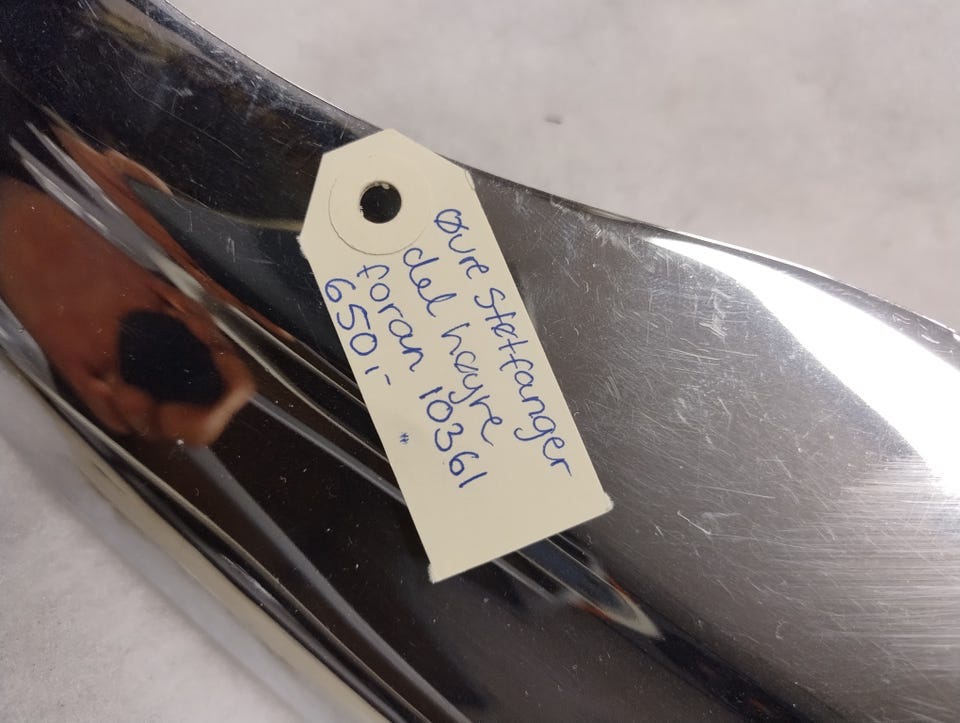 Øvre støtfanger
del høyre
foran 10361
650,-